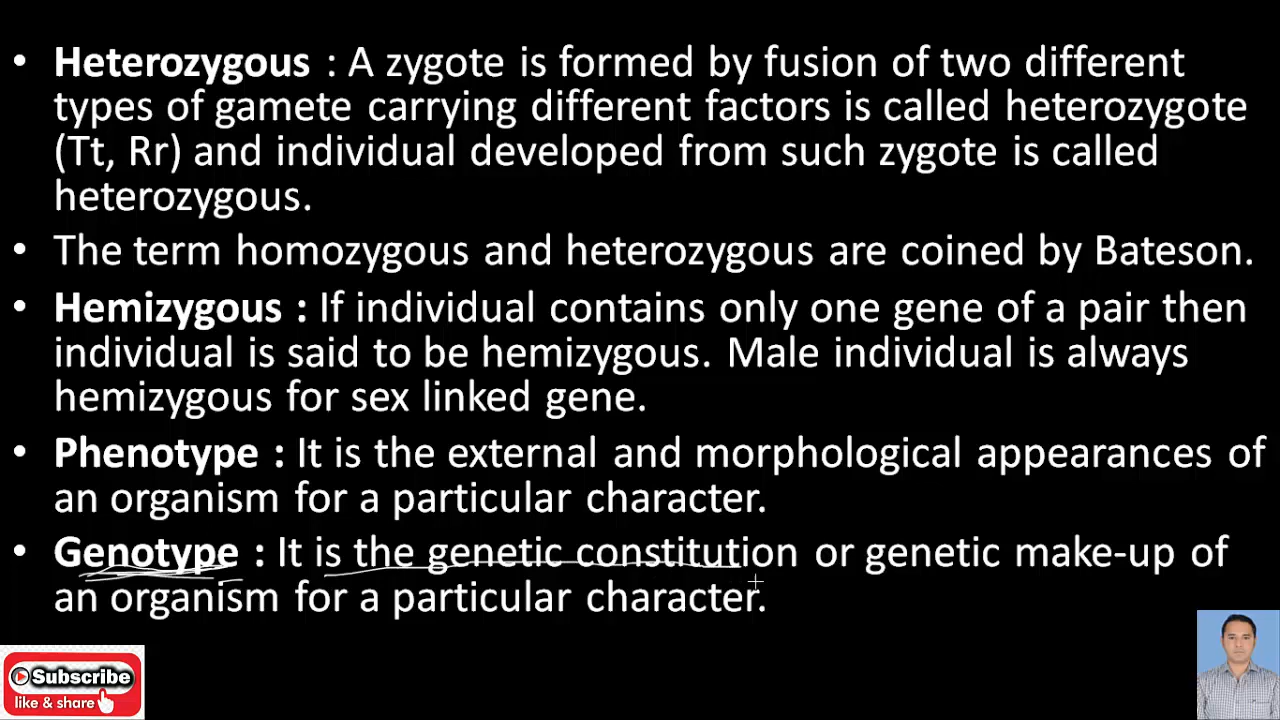 • Heterozygous : A zygote is formed by fusion of two different
types of gamete carrying different factors is called heterozygote
(Tt, Rr) and individual developed from such zygote is called
heterozygous.
• The term homozygous and heterozygous are coined by Bateson.
• Hemizygous : If individual contains only one gene of a pair then
individual is said to be hemizygous. Male individual is always
hemizygous for sex linked gene.
• Phenotype : It is the external and morphological appearances of
an organism for a particular character.
• Genotype : It is the genetic constitution or genetic make-up of
an organism for a particular character.
Subscribe
like & share